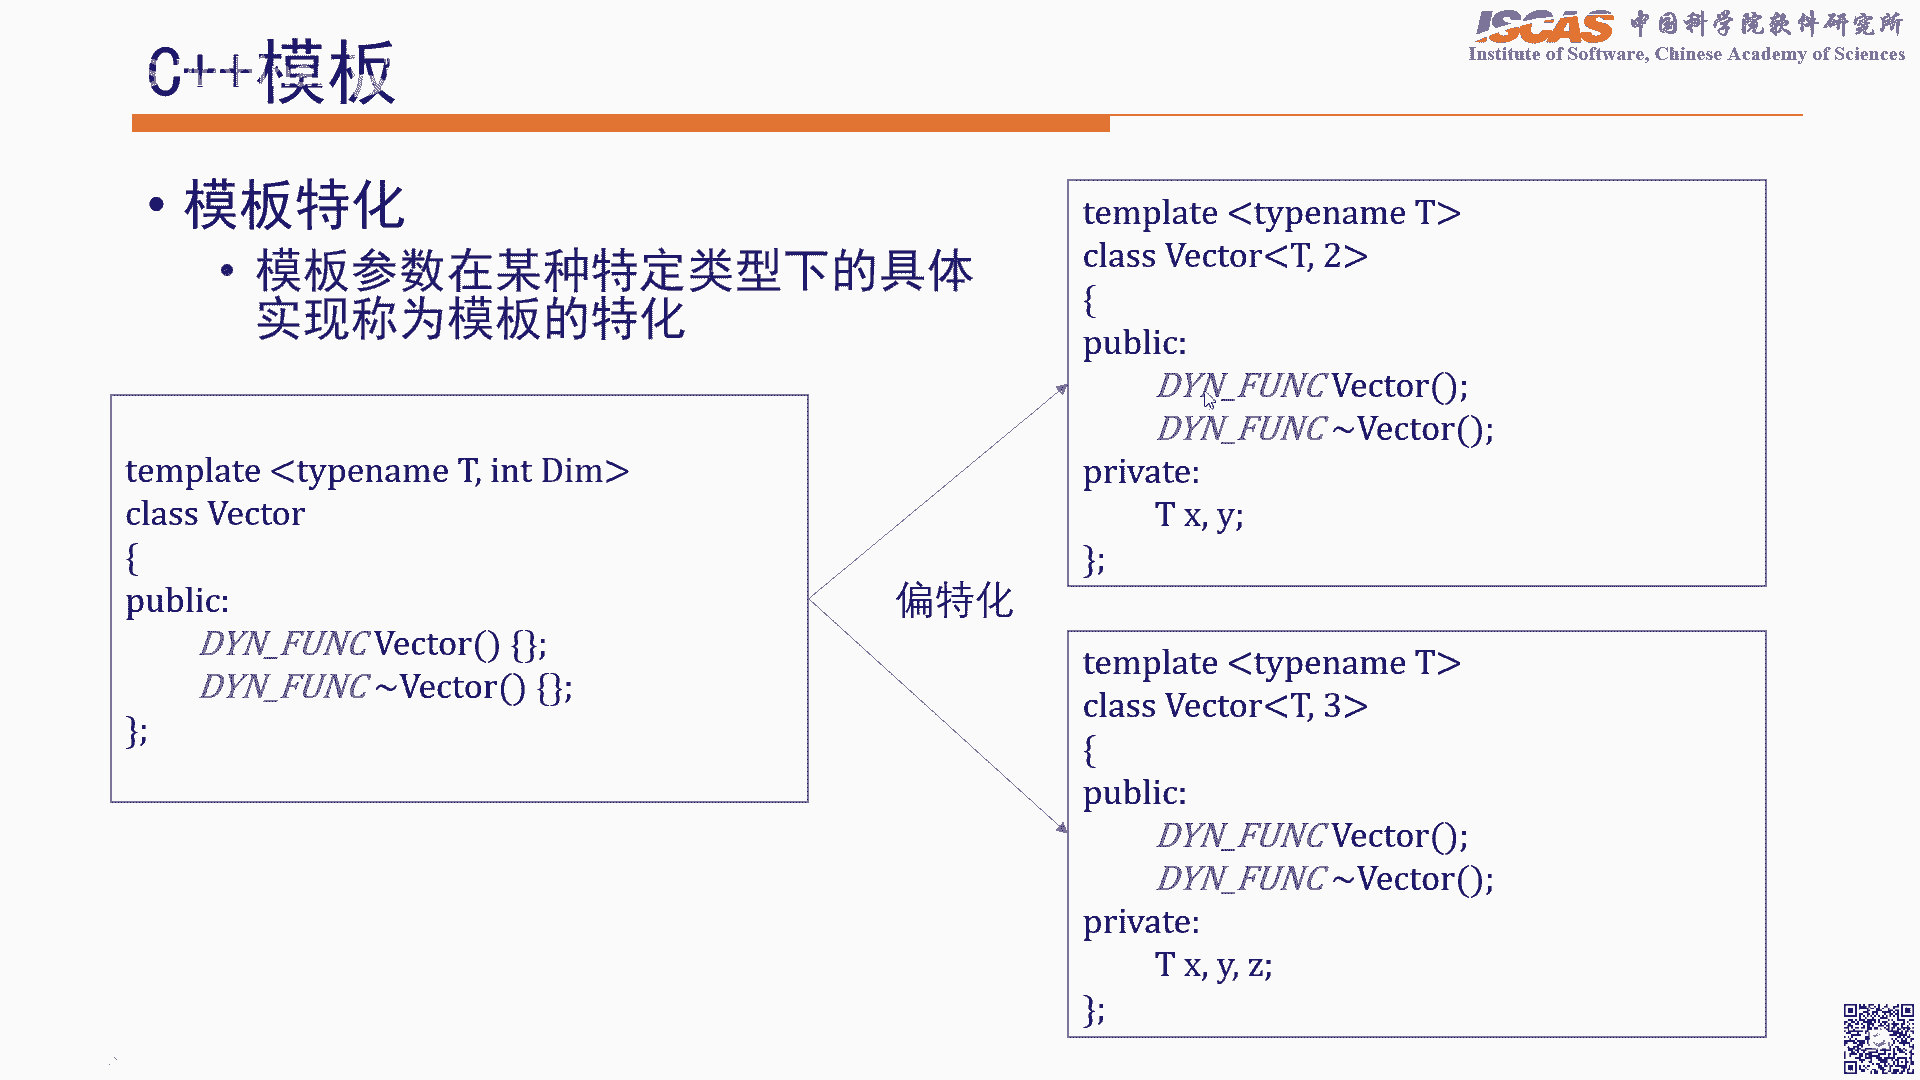 C++模板
ISCAS 中国科学院软件研究所
Institute of Software, Chinese Academy of Sciences
• 模板特化
• 模板参数在某种特定类型下的具体
实现称为模板的特化
template <typename T, int Dim>
class Vector
{
public:
DYN_FUNC Vector() {};
DYN_FUNC ~Vector() {};
};
偏特化
template <typename T>
class Vector<T, 2>
{
public:
DYN_FUNC Vector();
DYN_FUNC ~Vector();
private:
T x, y;
};
template <typename T>
class Vector<T, 3>
{
public:
DYN_FUNC Vector();
DYN_FUNC ~Vector();
private:
T x, y, z;
};